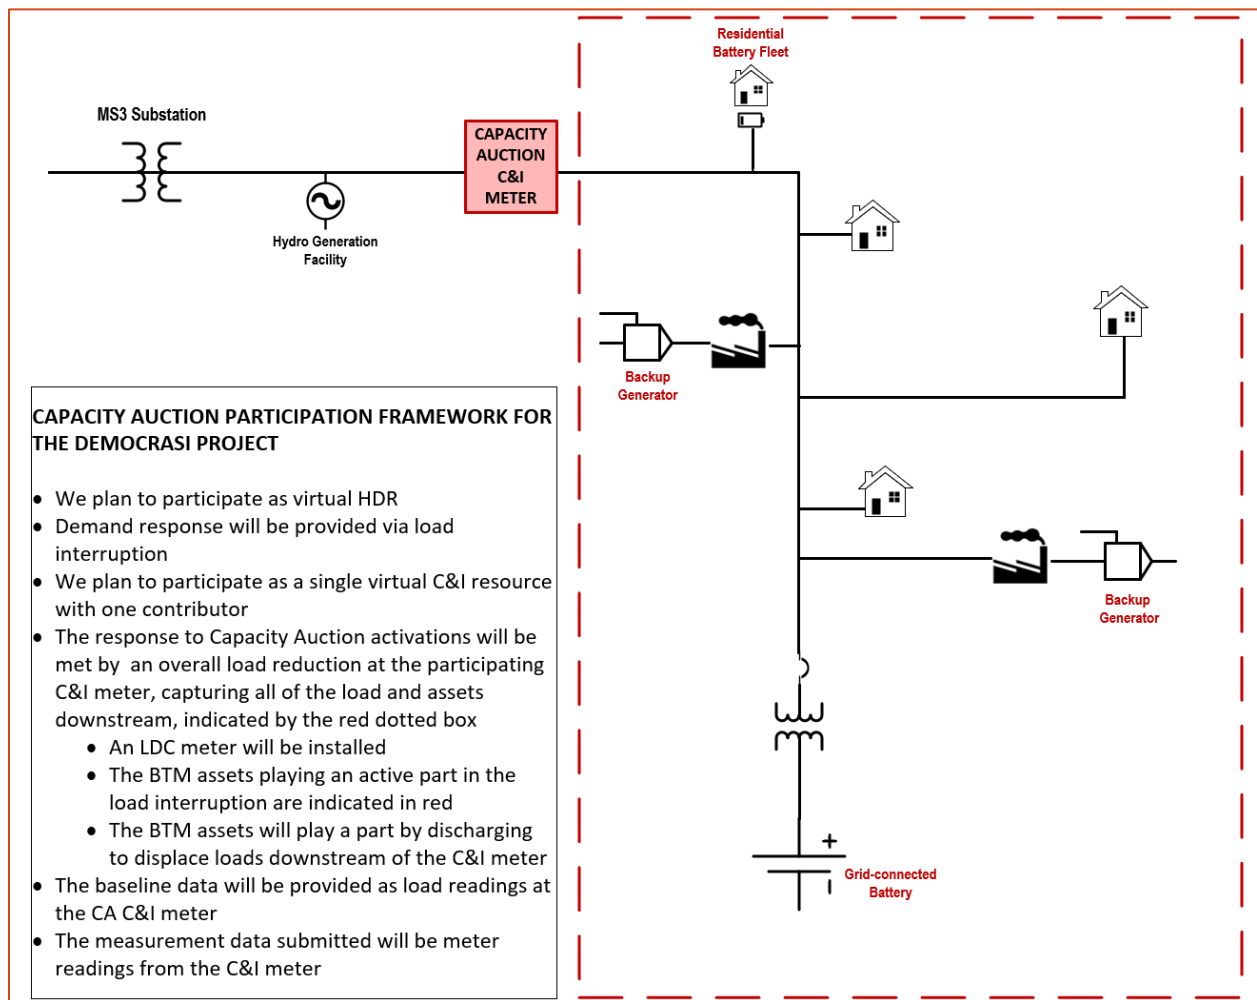 Residential
Battery Fleet
MS3 Substation
CAPACITY
AUCTION
C&I
METER
Hydro Generation
Facility
Backup
Generator
CAPACITY AUCTION PARTICIPATION FRAMEWORK FOR
THE DEMOCRASI PROJECT
• We plan to participate as virtual HDR
• Demand response will be provided via load
interruption
• We plan to participate as a single virtual C&I resource
with one contributor
• The response to Capacity Auction activations will be
met by an overall load reduction at the participating
C&I meter, capturing all of the load and assets
downstream, indicated by the red dotted box
• An LDC meter will be installed
• The BTM assets playing an active part in the
load interruption are indicated in red
• The BTM assets will play a part by discharging
to displace loads downstream of the C&I meter
• The baseline data will be provided as load readings at
the CA C&I meter
• The measurement data submitted will be meter
readings from the C&I meter
Backup
Generator
+
Grid-connected
Battery